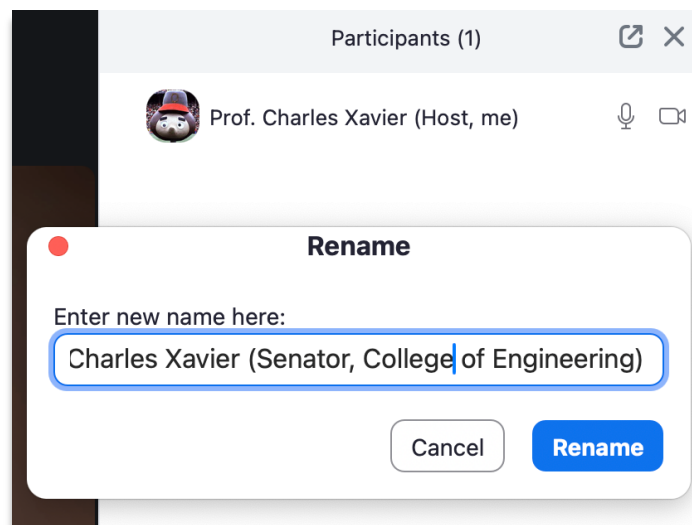 Participants (1)
Prof. Charles Xavier (Host, me)
Rename
Enter new name here:
Charles Xavier (Senator, College of Engineering)
Cancel
Rename